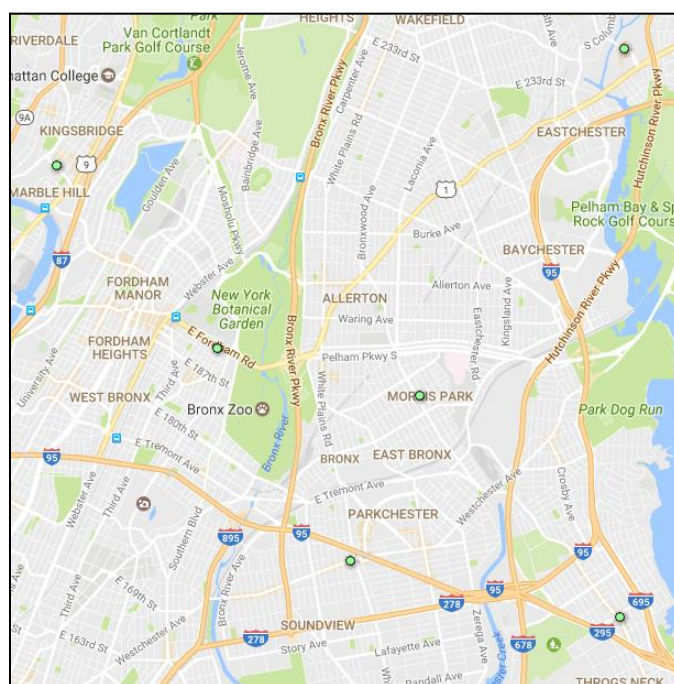 HEIGHTS
WAKEFIELD
Park
RIVERDALE
Van Cortlandt
Park Golf Course
E 233rd St
S Columb
hattan College
Jerome Ave
Bainbridge Ave
Bronx River Pkwy
Carpenter Ave
White Plains Rd
E 233rd St
Hutchinson River Pkwy
9A
KINGSBRIDGE
9
EASTCHESTER
Laconia Ave
MARBLE HILL
Goulden Ave
Mosholu Pkwy
1
Bronxwood Ave
Pelham Bay & Sp
Rock Golf Cours
Burke Ave
BAYCHESTER
87
Webster Ave
95
FORDHAM
MANOR
New York
Botanical
Garden
ALLERTON
Allerton Ave
Kingsland Ave
Waring Ave
Eastchester Rd
Hutchinson River Pkwy
FORDHAM
HEIGHTS
E Fordham Rd
Bronx River Pkwy
Pelham Pkwy S
University Ave
Third Ave
E 187th St
WEST BRONX
White Plains Rd
MORRIS PARK
Bronx Zoo
Park Dog Run
E 180th St
Bronx River
E Tremont Ave
95
BRONX
EAST BRONX
Webster Ave
Third Ave
E Tremont Ave
Westchester Ave
Crosby Ave
Southern Blvd
PARKCHESTER
895
95
95
E 169th St
Bronx River Ave
Third Ave
95
695
278
E 163rd St
Westchester Ave
SOUNDVIEW
278
Story Ave
Zerega Ave
678
295
Lafayette Ave
Randall Ave
THROGS NECK